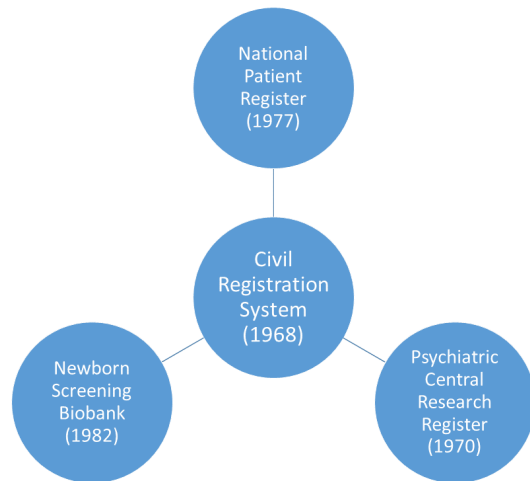 National
Patient
Register
(1977)
Civil
Registration
System
(1968)
Newborn
Screening
Biobank
(1982)
Psychiatric
Central
Research
Register
(1970)